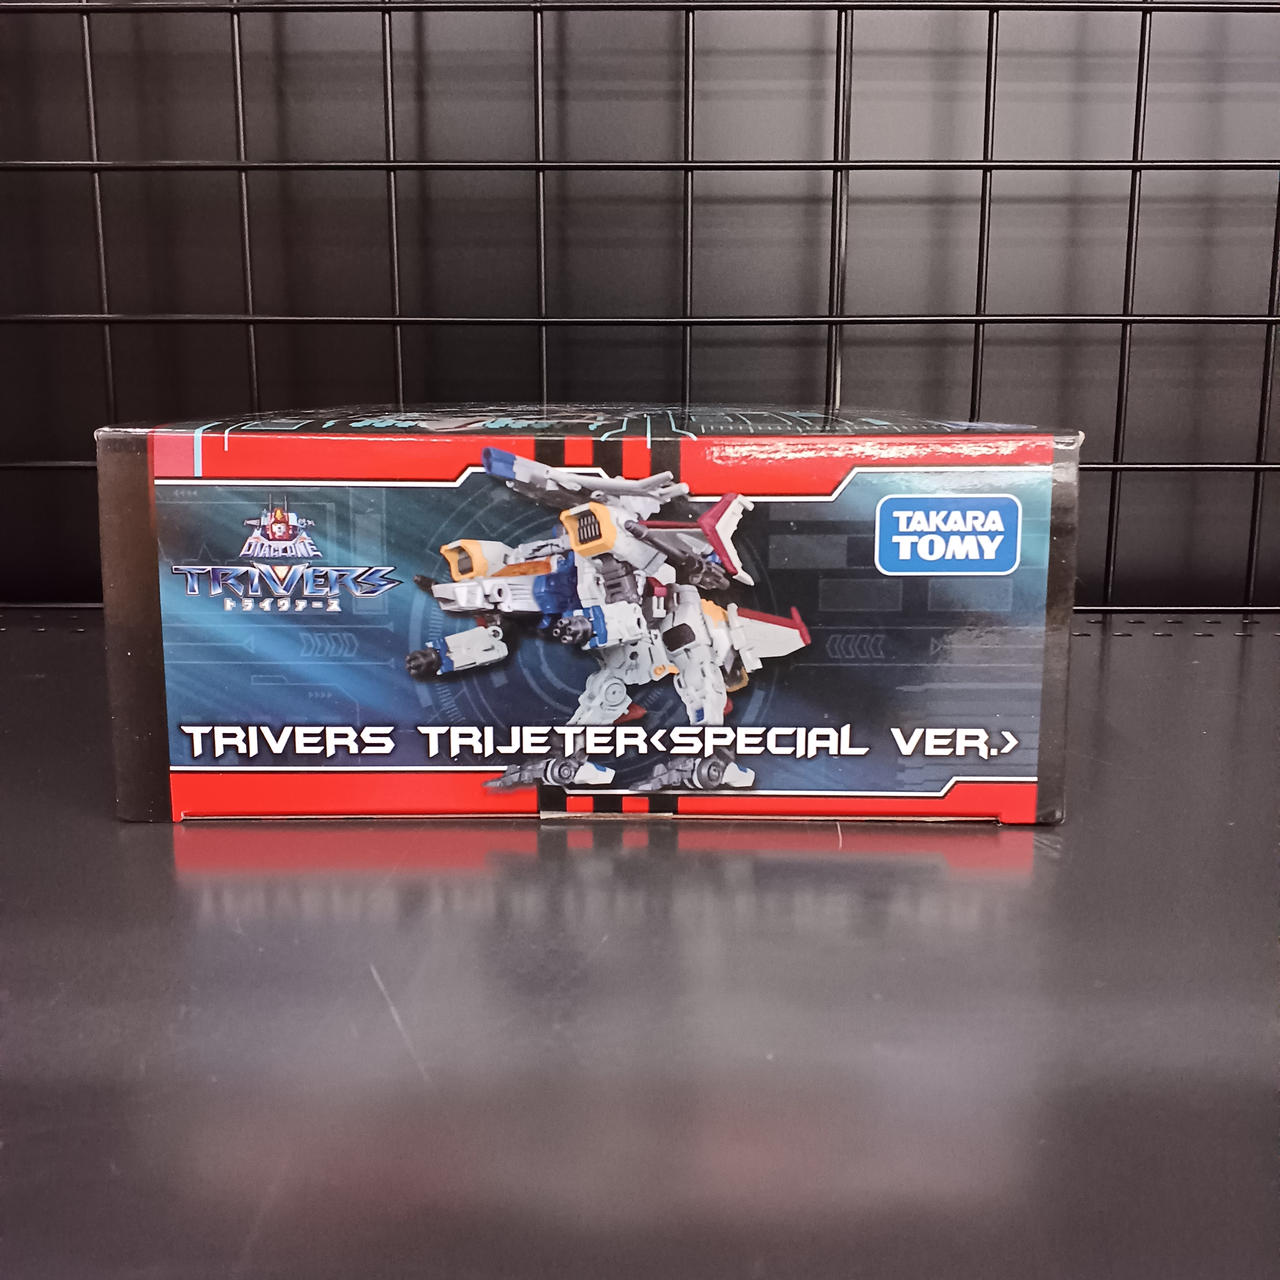 DIACLONE
TRIVERS
トライヴァース
TAKARA
TOMY
TRIVERS TRIJETER<SPECIAL VER.>